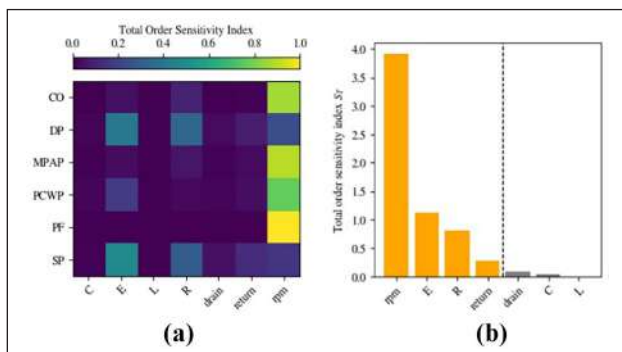 Total Order Sensitivity Index
0.0 0.2 0.4 0.6 0.8 1.0
CO
DP
MPAP
PCWP
PF
SP
C E L R drain return rpm
(a)
Total order sensitivity index ST
4.0
3.5
3.0
2.5
2.0
1.5
1.0
0.5
0.0
rpm E R return drain C L
(b)